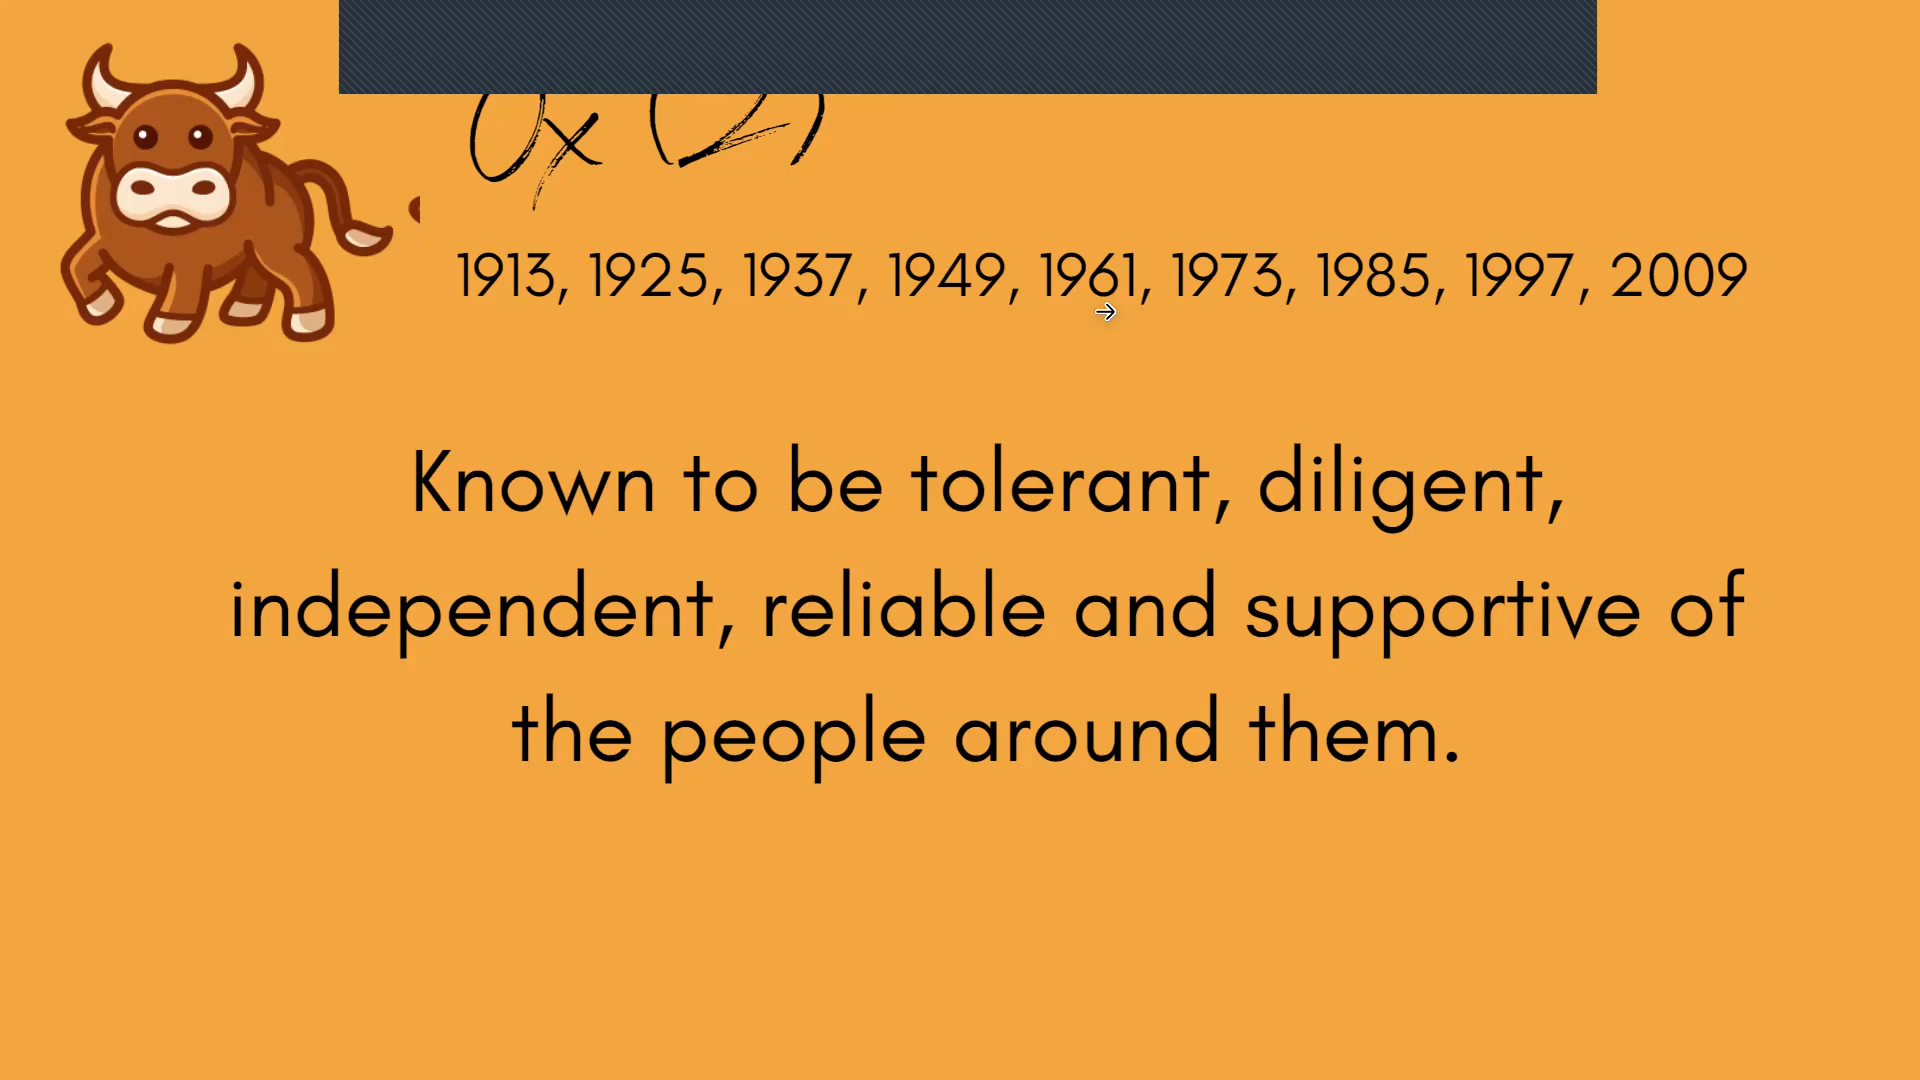 Ox (2)
1913, 1925, 1937, 1949, 1961, 1973, 1985, 1997, 2009
Known to be tolerant, diligent,
independent, reliable and supportive of
the people around them.